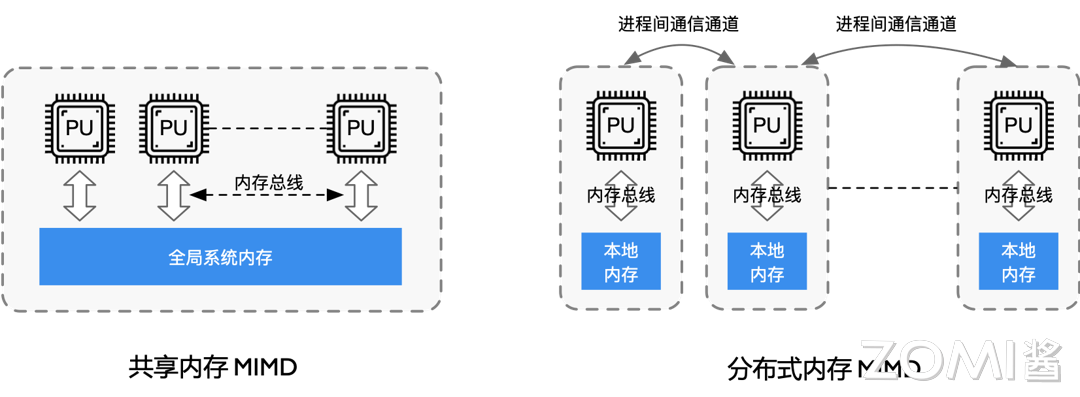 PU
PU
PU
内存总线
全局系统内存
共享内存 MIMD
进程间通信通道
进程间通信通道
PU
PU
PU
内存总线
内存总线
内存总线
本地
内存
本地
内存
本地
内存
分布式内存 MIMD
ZOMI酱